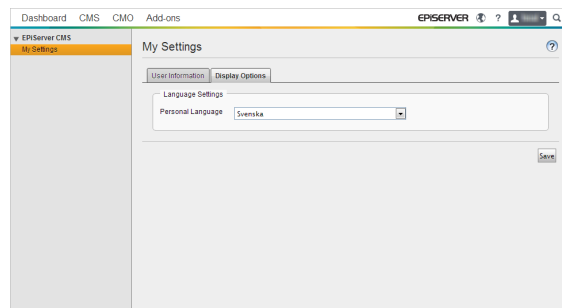 Dashboard CMS CMO Add-ons EPISERVER ?
EPiServer CMS
My Settings
My Settings ?
User Information Display Options
Language Settings
Personal Language Svenska
Save